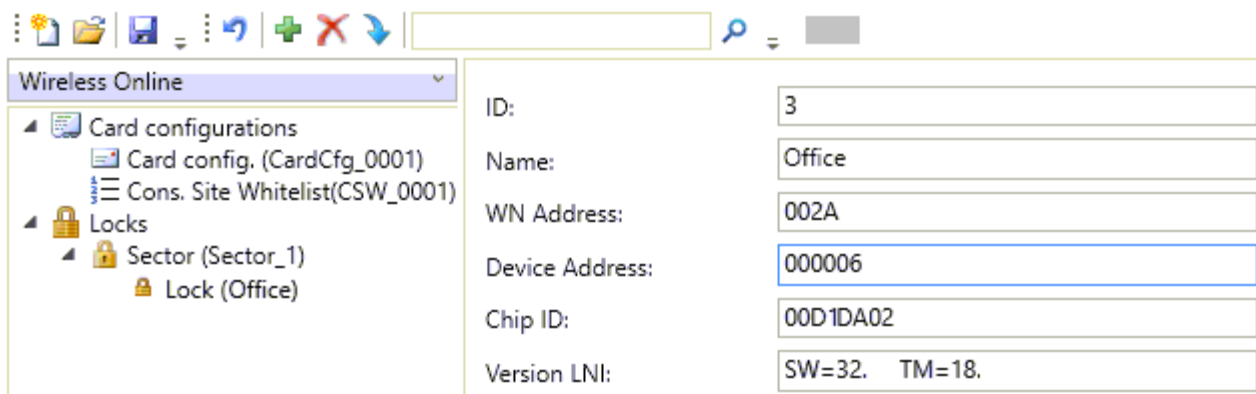 Wireless Online
Card configurations
Card config. (CardCfg_0001)
Cons. Site Whitelist(CSW_0001)
Locks
Sector (Sector_1)
Lock (Office)
ID: 3
Name: Office
WN Address: 002A
Device Address: 000006
Chip ID: 00D1DA02
Version LNI: SW=32. TM=18.